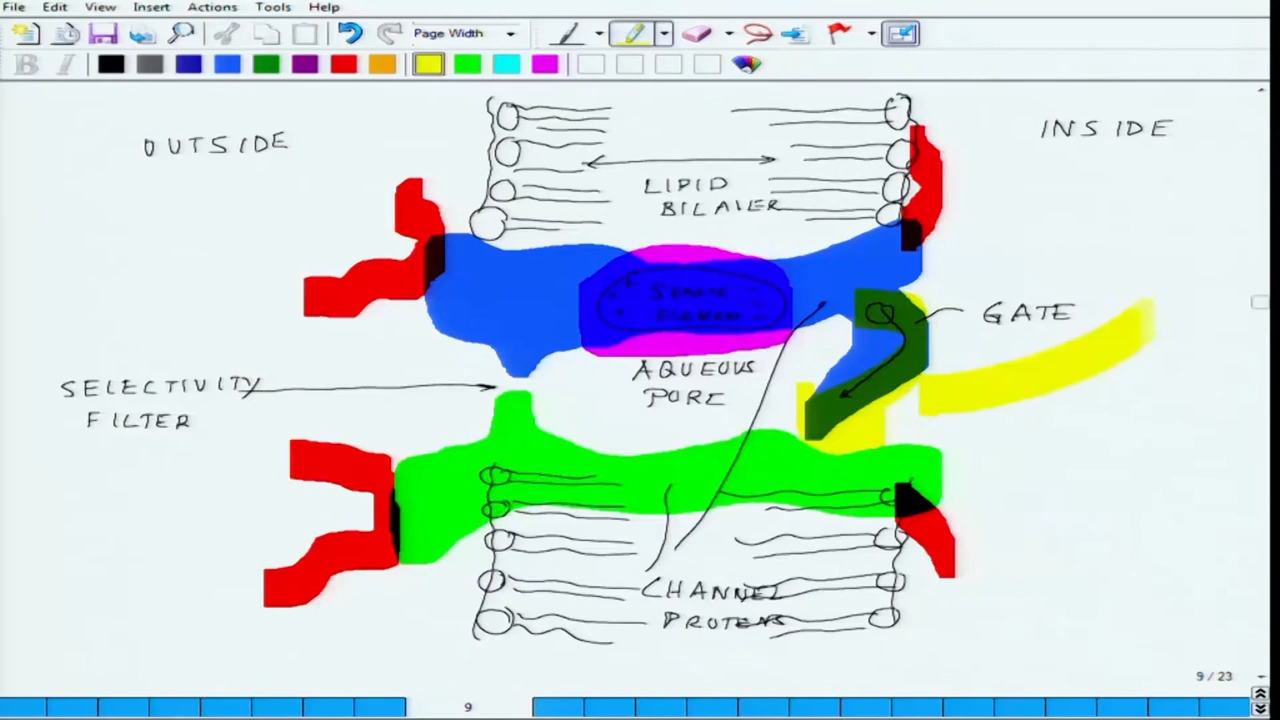 File Edit View Insert Actions Tools Help
Page Width
B I
OUTSIDE
INSIDE
LIPID
BILAYER
GATE
AQUEOUS
PORE
SELECTIVITY
FILTER
CHANNEL
PROTEINS
9 / 23
9